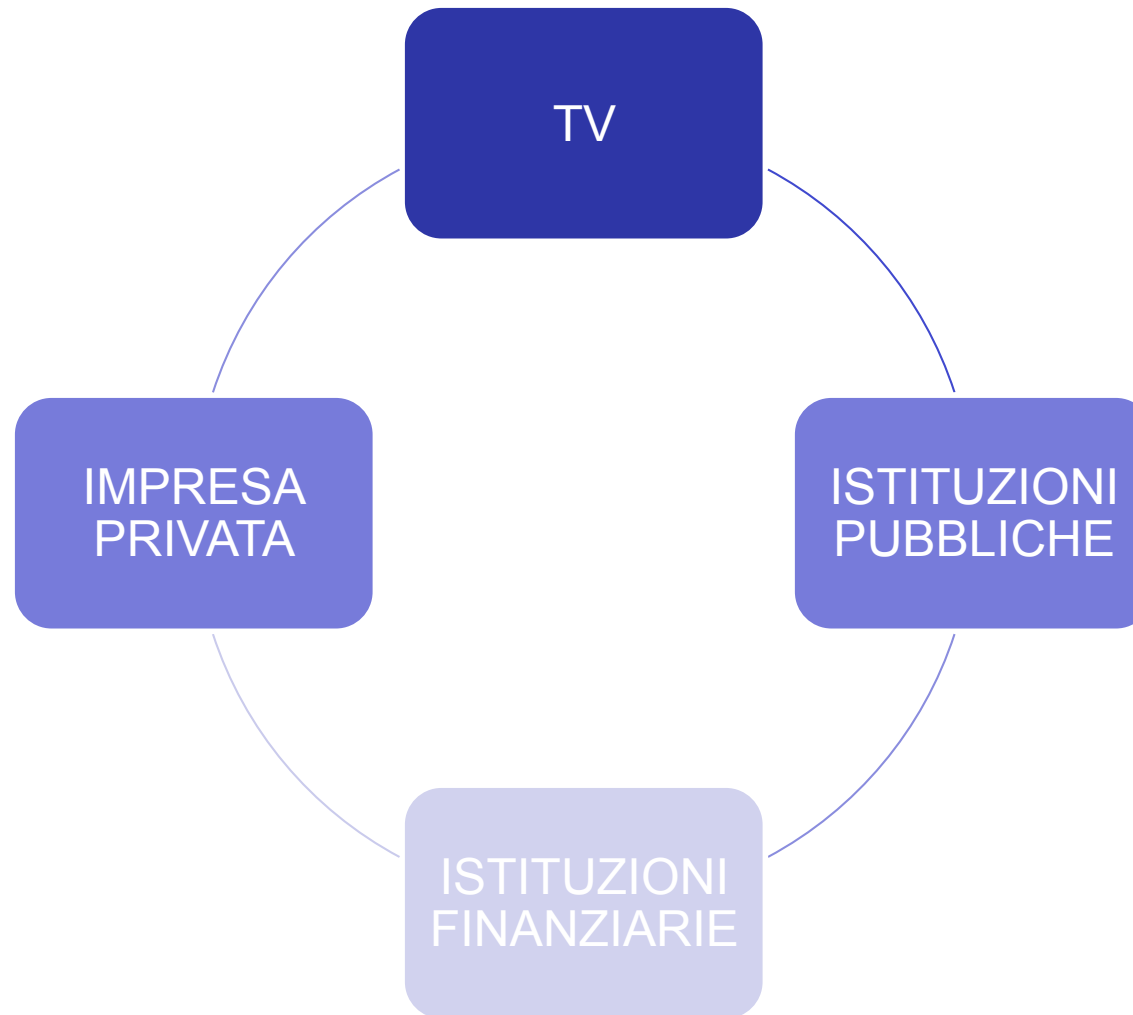 TV
IMPRESA
PRIVATA
ISTITUZIONI
PUBBLICHE
ISTITUZIONI
FINANZIARIE